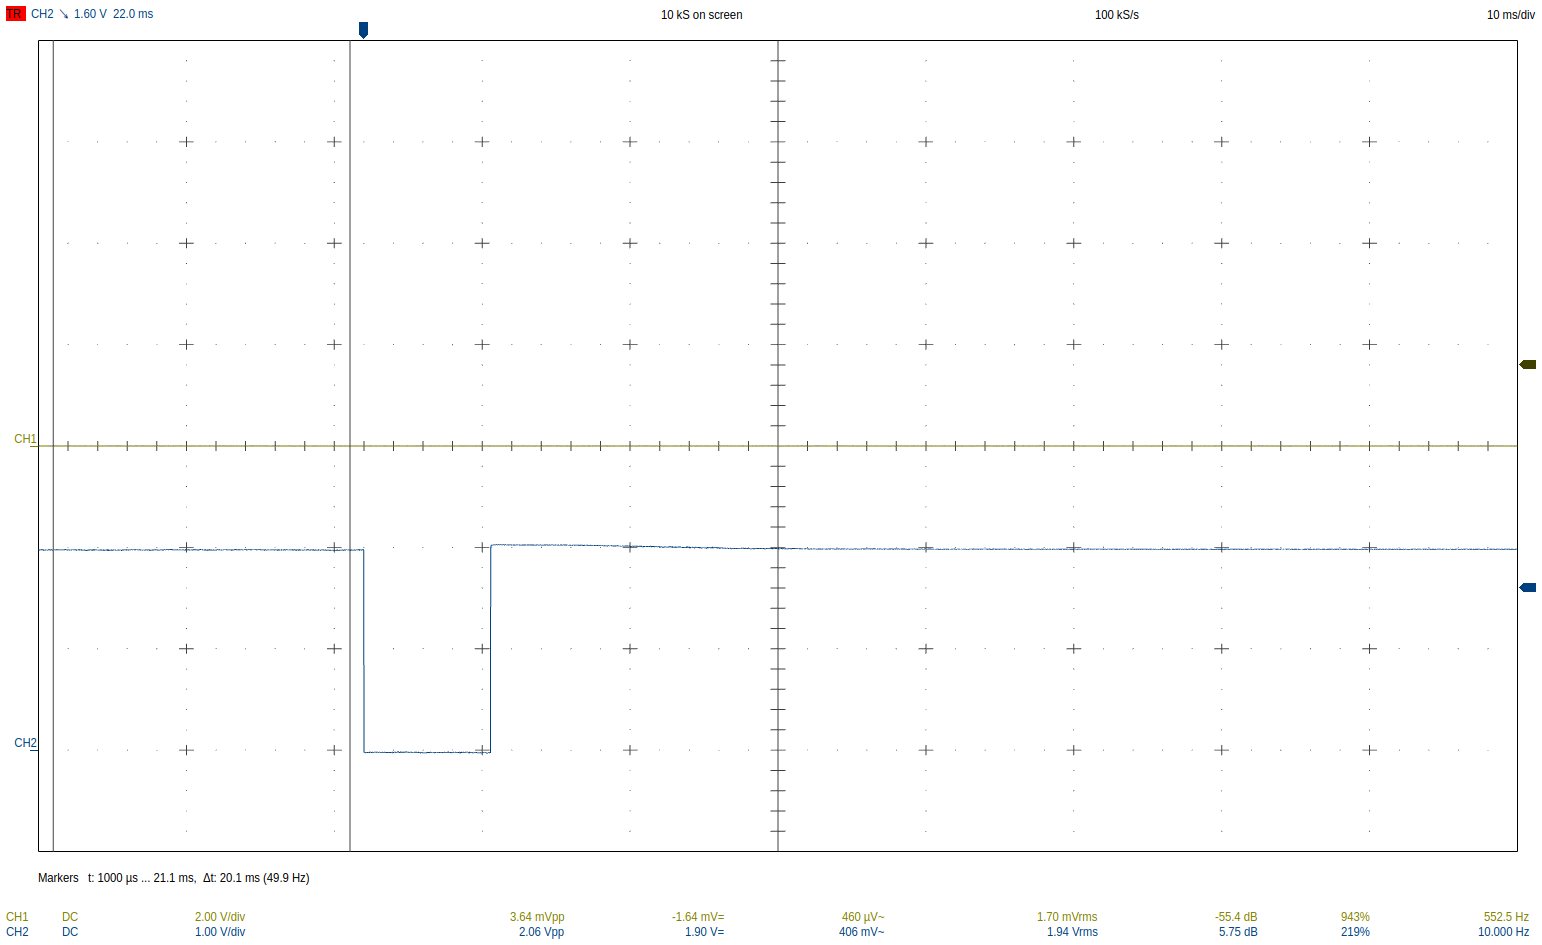 TR CH2 ↘ 1.60 V 22.0 ms 10 kS on screen 100 kS/s 10 ms/div
CH1
CH2
Markers t: 1000 µs ... 21.1 ms, Δt: 20.1 ms (49.9 Hz)
CH1 DC 2.00 V/div 3.64 mVpp -1.64 mV= 460 µV~ 1.70 mVrms -55.4 dB 943% 552.5 Hz
CH2 DC 1.00 V/div 2.06 Vpp 1.90 V= 406 mV~ 1.94 Vrms 5.75 dB 219% 10.000 Hz